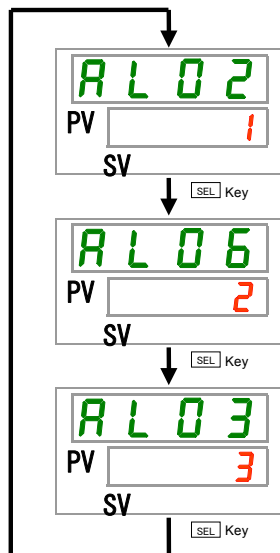 AL02
PV 1
SV
SEL Key
AL06
PV 2
SV
SEL Key
AL03
PV 3
SV
SEL Key